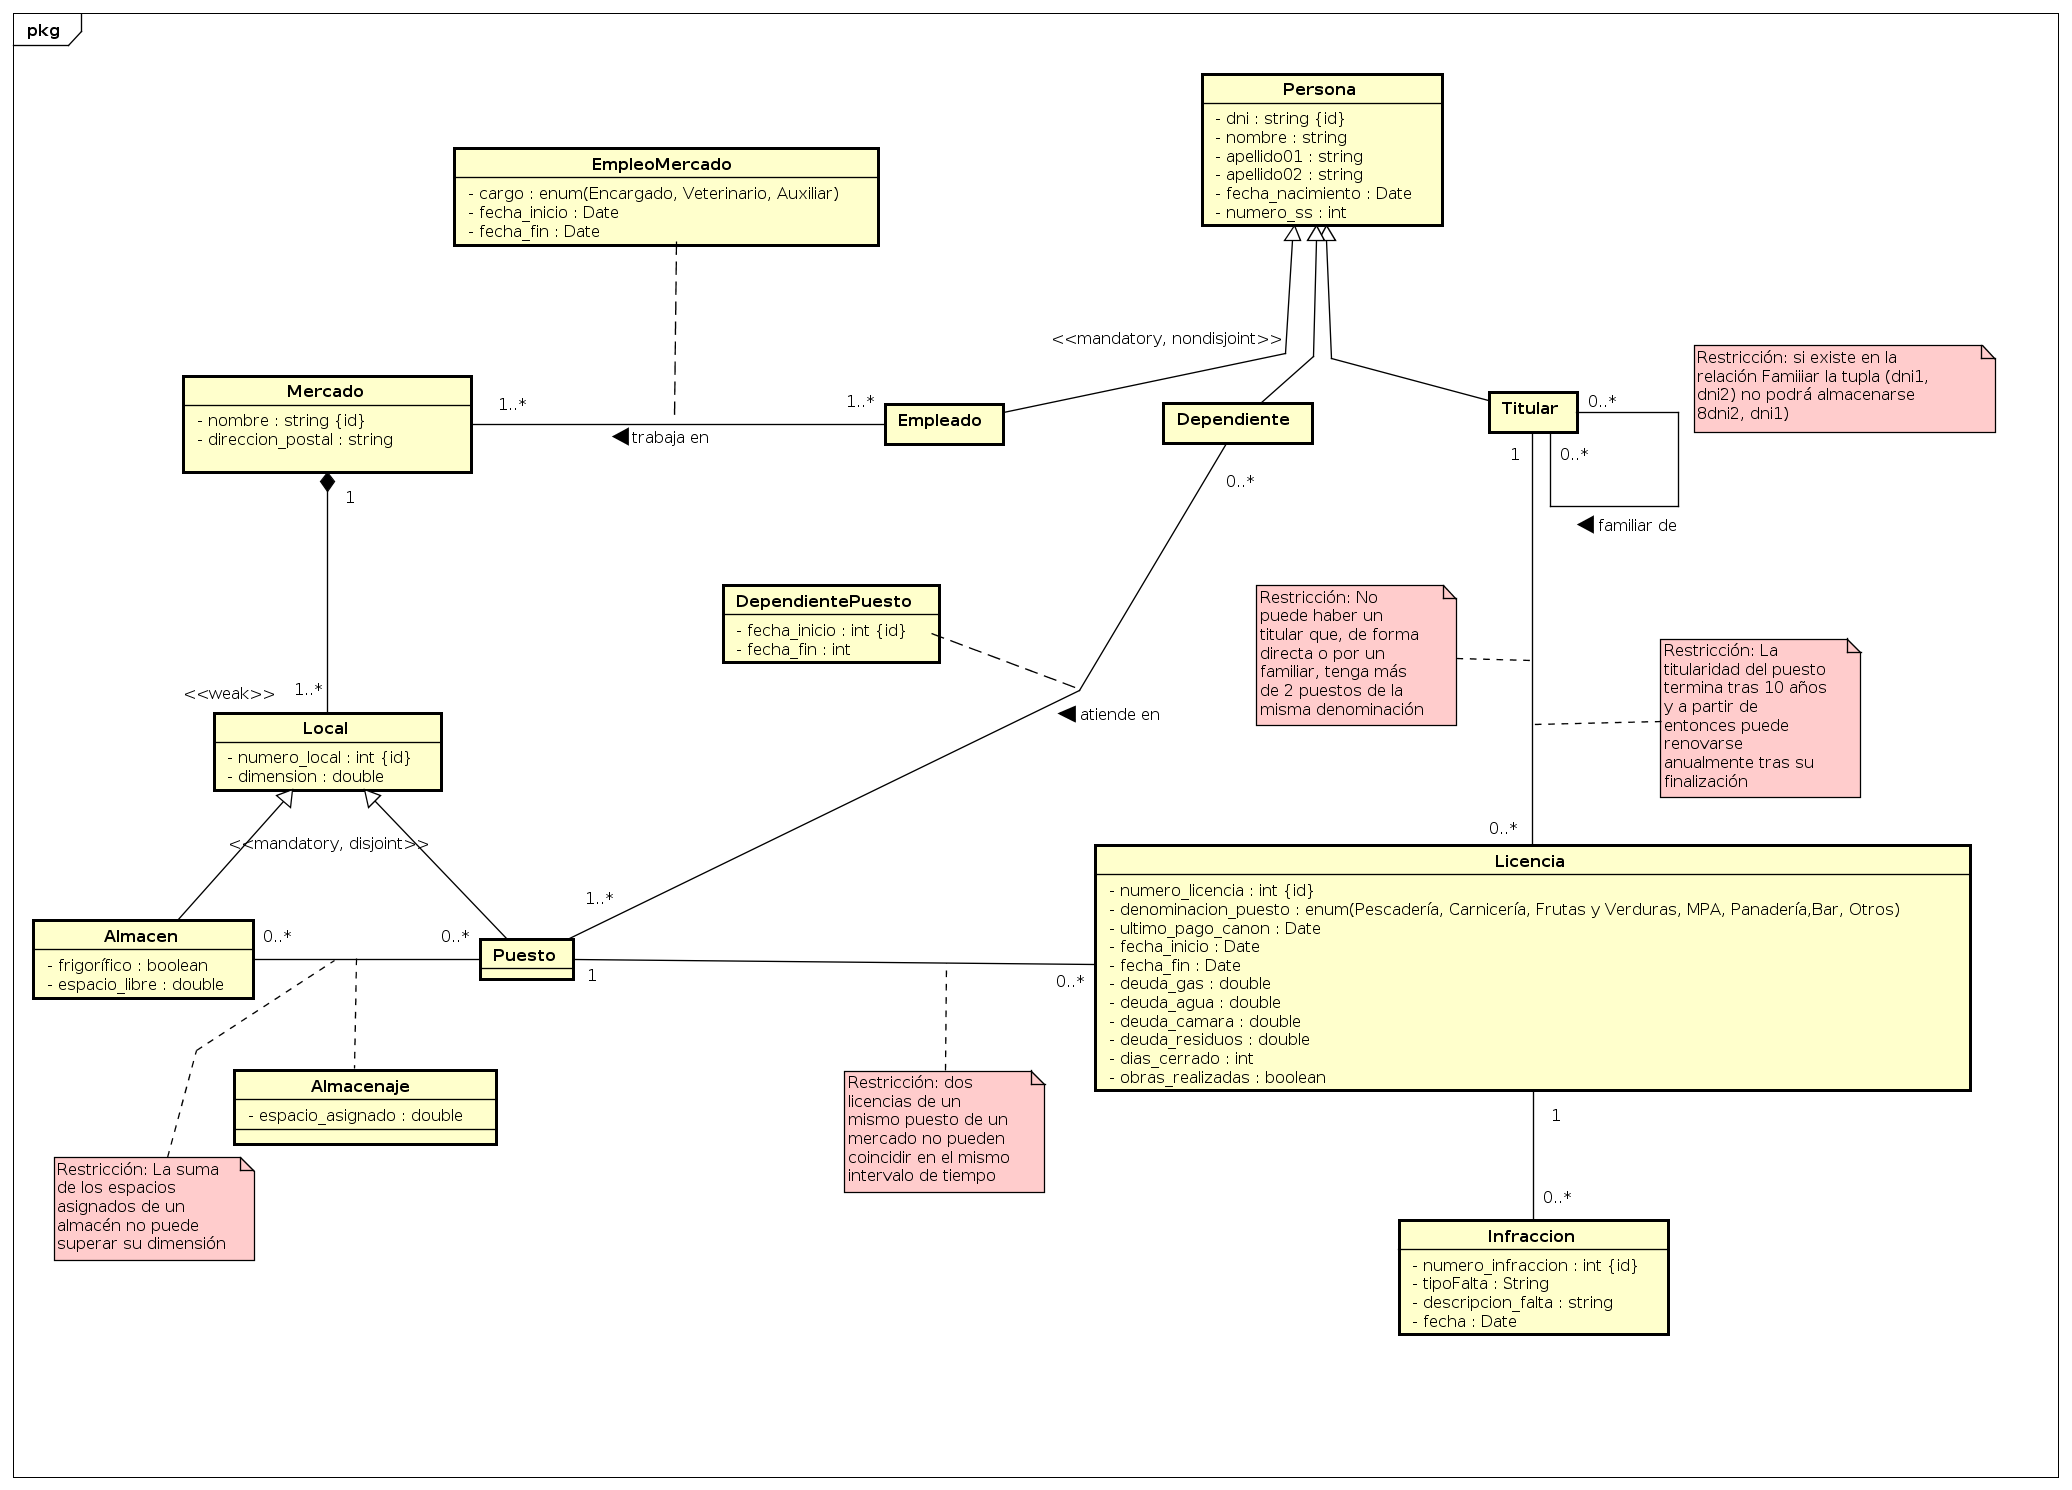 pkg
Persona
- dni : string {id}
- nombre : string
- apellido01 : string
- apellido02 : string
- fecha_nacimiento : Date
- numero_ss : int
EmpleoMercado
- cargo : enum(Encargado, Veterinario, Auxiliar)
- fecha_inicio : Date
- fecha_fin : Date
<<mandatory, nondisjoint>>
Restricción: si existe en la
relación Famiiiar la tupla (dni1,
dni2) no podrá almacenarse
8dni2, dni1)
Mercado
- nombre : string {id}
- direccion_postal : string
1..*
1..*
trabaja en
Empleado
Dependiente
Titular
0..*
0..*
1
familiar de
1
0..*
DependientePuesto
- fecha_inicio : int {id}
- fecha_fin : int
atiende en
Restricción: No
puede haber un
titular que, de forma
directa o por un
familiar, tenga más
de 2 puestos de la
misma denominación
Restricción: La
titularidad del puesto
termina tras 10 años
y a partir de
entonces puede
renovarse
anualmente tras su
finalización
<<weak>>
1..*
Local
- numero_local : int {id}
- dimension : double
<<mandatory, disjoint>>
0..*
1..*
Almacen
- frigorífico : boolean
- espacio_libre : double
0..*
0..*
Puesto
1
0..*
Licencia
- numero_licencia : int {id}
- denominacion_puesto : enum(Pescadería, Carnicería, Frutas y Verduras, MPA, Panadería,Bar, Otros)
- ultimo_pago_canon : Date
- fecha_inicio : Date
- fecha_fin : Date
- deuda_gas : double
- deuda_agua : double
- deuda_camara : double
- deuda_residuos : double
- dias_cerrado : int
- obras_realizadas : boolean
Almacenaje
- espacio_asignado : double
Restricción: dos
licencias de un
mismo puesto de un
mercado no pueden
coincidir en el mismo
intervalo de tiempo
Restricción: La suma
de los espacios
asignados de un
almacén no puede
superar su dimensión
1
0..*
Infraccion
- numero_infraccion : int {id}
- tipoFalta : String
- descripcion_falta : string
- fecha : Date